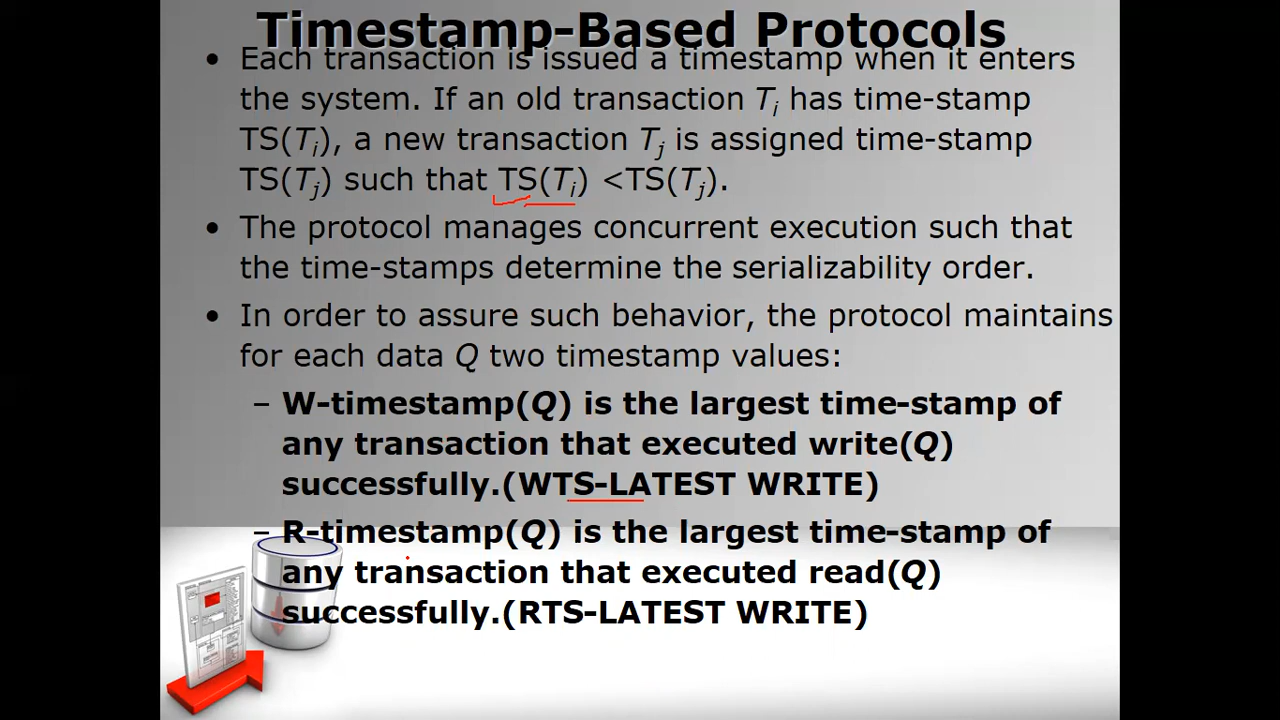 Timestamp-Based Protocols
• Each transaction is issued a timestamp when it enters
the system. If an old transaction Ti has time-stamp
TS(Ti), a new transaction Tj is assigned time-stamp
TS(Tj) such that TS(Ti) <TS(Tj).
• The protocol manages concurrent execution such that
the time-stamps determine the serializability order.
• In order to assure such behavior, the protocol maintains
for each data Q two timestamp values:
– W-timestamp(Q) is the largest time-stamp of
any transaction that executed write(Q)
successfully.(WTS-LATEST WRITE)
– R-timestamp(Q) is the largest time-stamp of
any transaction that executed read(Q)
successfully.(RTS-LATEST WRITE)